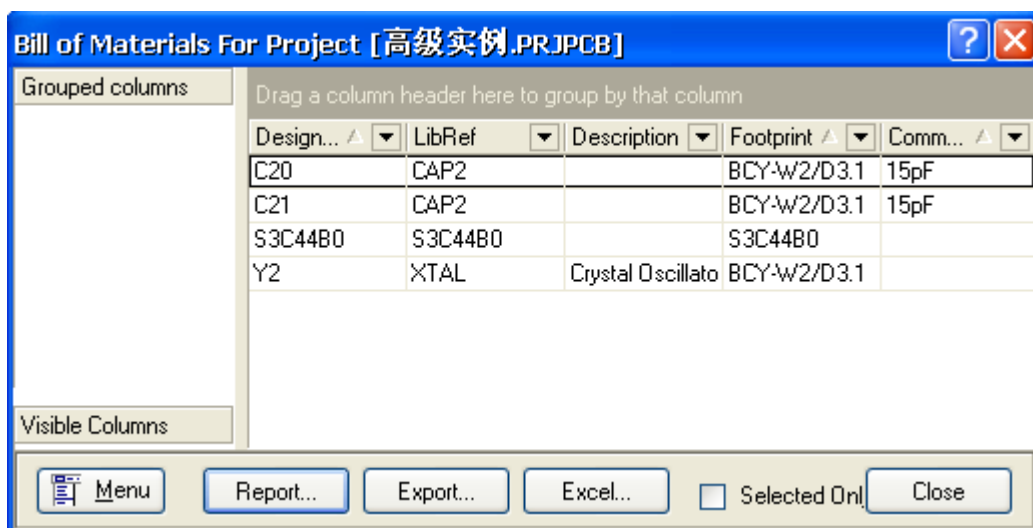 Bill of Materials For Project [高级实例.PRJPCB]
Grouped columns
Drag a column header here to group by that column
Design... LibRef Description Footprint Comm...
C20 CAP2 BCY-W2/D3.1 15pF
C21 CAP2 BCY-W2/D3.1 15pF
S3C44B0 S3C44B0 S3C44B0
Y2 XTAL Crystal Oscillato BCY-W2/D3.1
Visible Columns
Menu Report... Export... Excel... Selected Onl Close